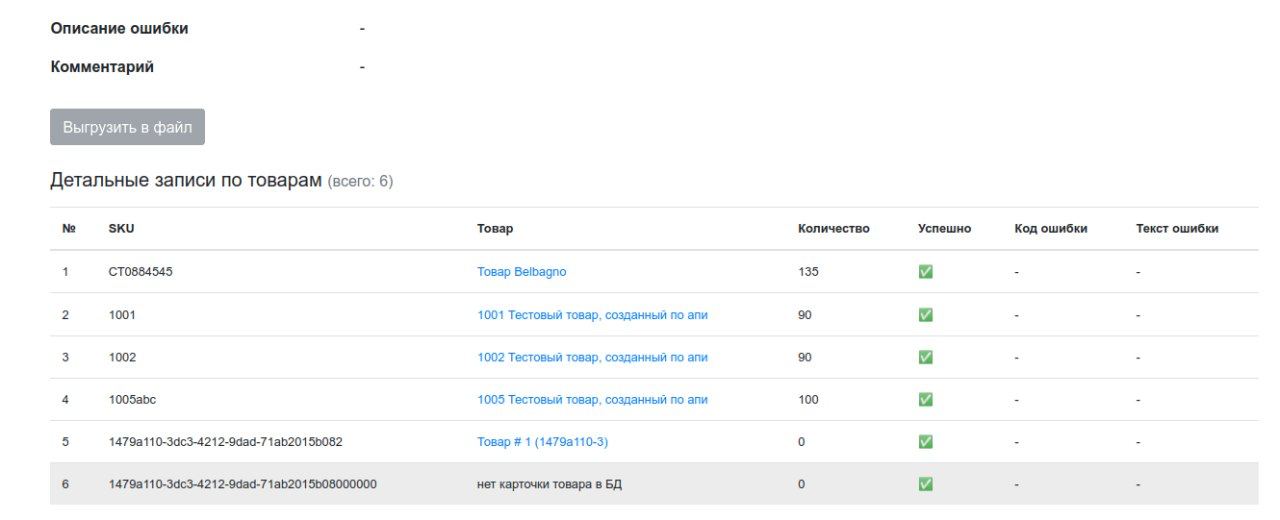 Описание ошибки -
Комментарий -
Выгрузить в файл
Детальные записи по товарам (всего: 6)
№ SKU Товар Количество Успешно Код ошибки Текст ошибки
1 CT0884545 Товар Belbagno 135 ✅ - -
2 1001 1001 Тестовый товар, созданный по апи 90 ✅ - -
3 1002 1002 Тестовый товар, созданный по апи 90 ✅ - -
4 1005abc 1005 Тестовый товар, созданный по апи 100 ✅ - -
5 1479a110-3dc3-4212-9dad-71ab2015b082 Товар # 1 (1479a110-3) 0 ✅ - -
6 1479a110-3dc3-4212-9dad-71ab2015b08000000 нет карточки товара в БД 0 ✅ - -